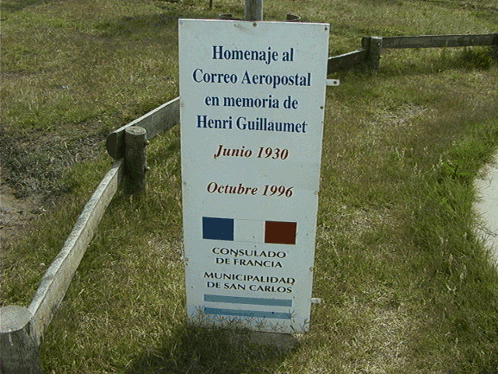 Homenaje al
Correo Aeropostal
en memoria de
Henri Guillaumet
Junio 1930
Octubre 1996
CONSULADO
DE FRANCIA
MUNICIPALIDAD
DE SAN CARLOS